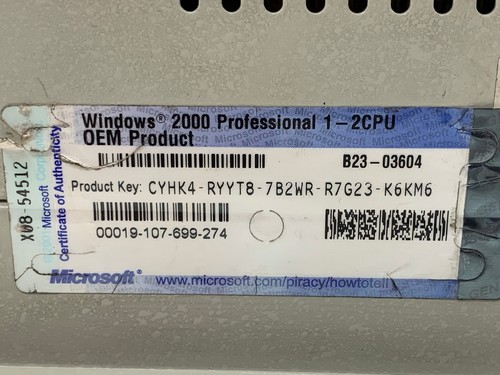 Windows® 2000 Professional 1-2CPU
OEM Product
B23-03604
Product Key: CYHK4-RYYT8-7B2WR-R7G23-K6KM6
00019-107-699-274
Microsoft®
www.microsoft.com/piracy/howtotell
X08-54512
Microsoft Corporation
Certificate of Authenticity